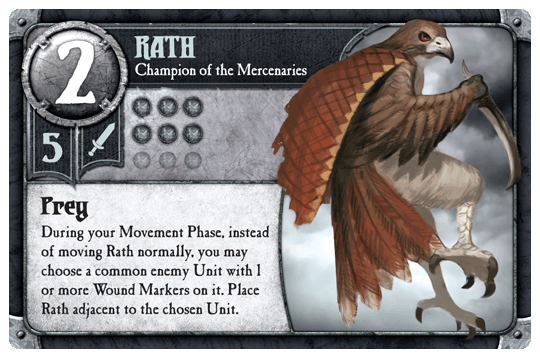 2
RATH
Champion of the Mercenaries
5
Prey
During your Movement Phase, instead
of moving Rath normally, you may
choose a common enemy Unit with 1
or more Wound Markers on it. Place
Rath adjacent to the chosen Unit.